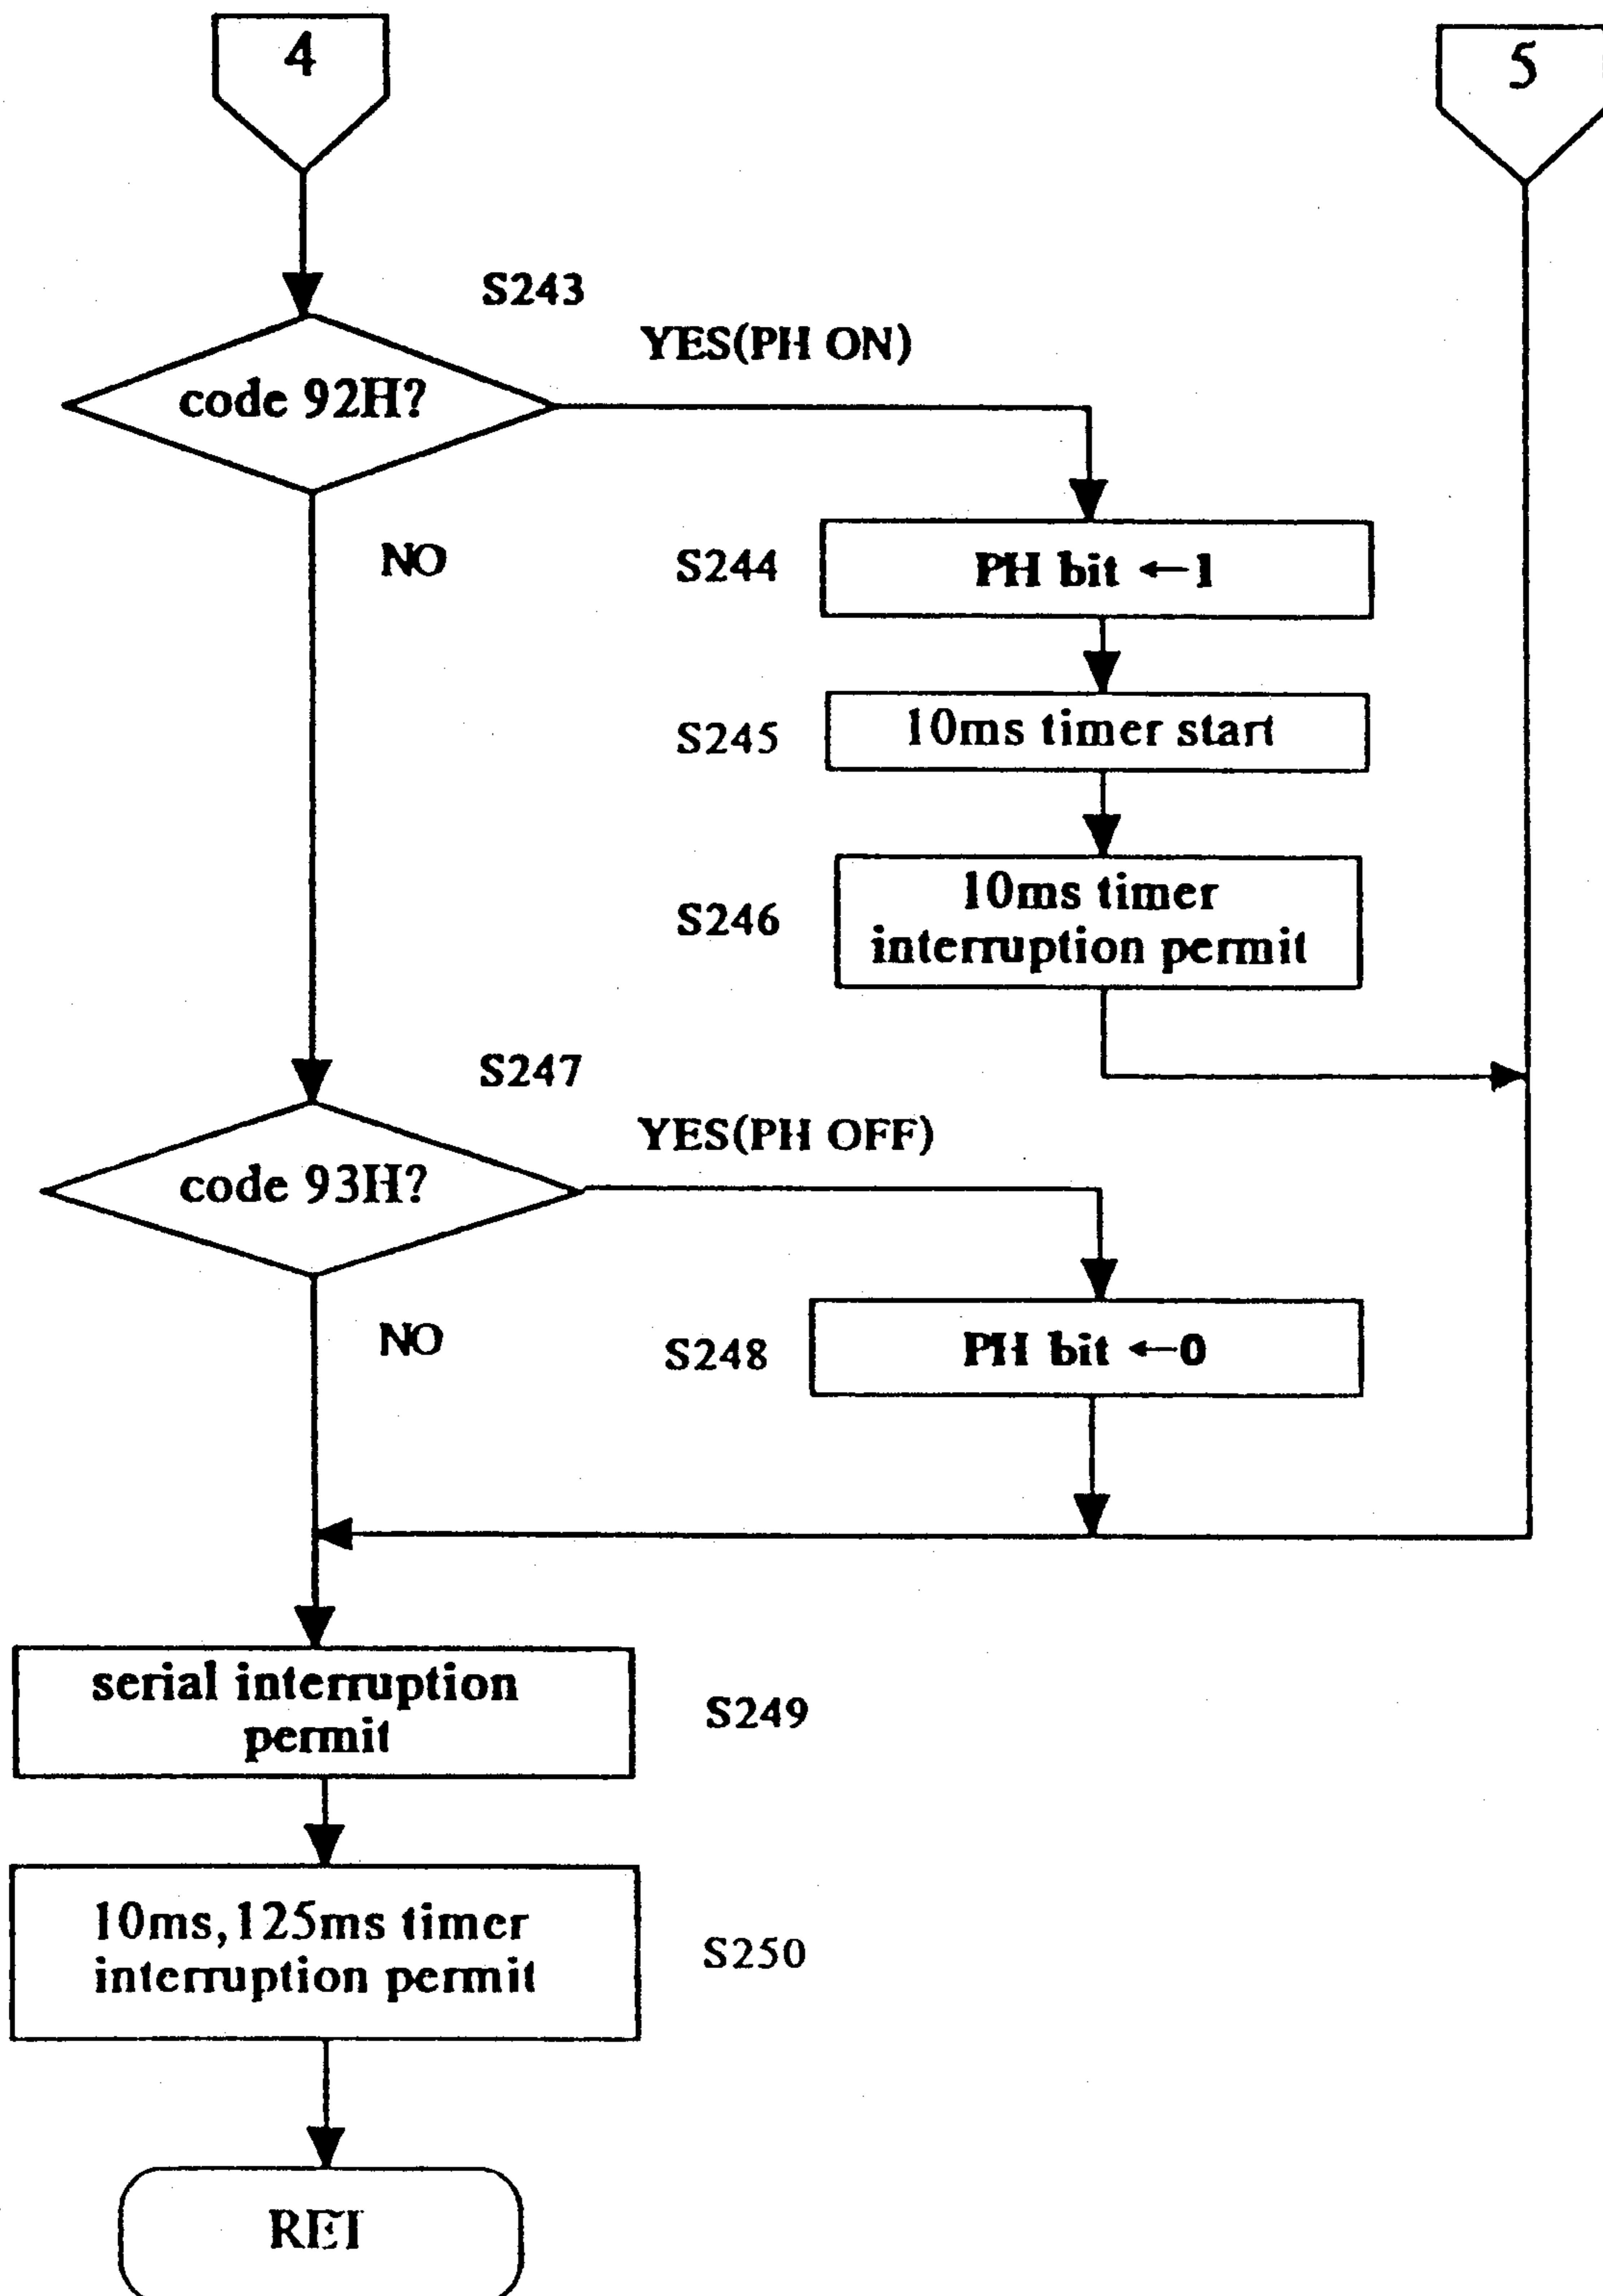 4
5
S243
YES(PH ON)
code 92H?
NO
S244
PH bit ←1
S245
10ms timer start
S246
10ms timer
interruption permit
S247
YES(PH OFF)
code 93H?
NO
S248
PH bit ←0
serial interruption
permit
S249
10ms,125ms timer
interruption permit
S250